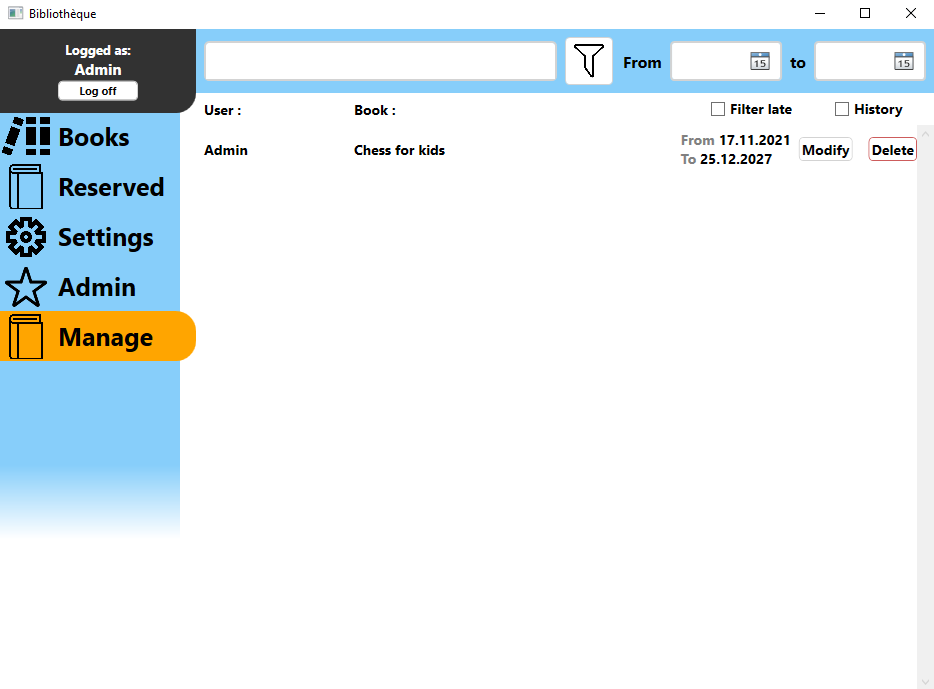 Bibliothèque
Logged as:
Admin
Log off
Books
Reserved
Settings
Admin
Manage
From 15 to 15
User : Book : Filter late History
Admin Chess for kids From 17.11.2021 Modify Delete
To 25.12.2027